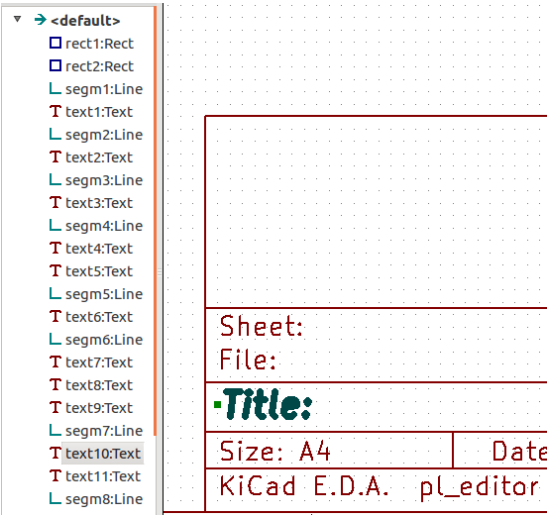 <default>
rect1:Rect
rect2:Rect
segm1:Line
text1:Text
segm2:Line
text2:Text
segm3:Line
text3:Text
segm4:Line
text4:Text
text5:Text
segm5:Line
text6:Text
segm6:Line
text7:Text
text8:Text
text9:Text
segm7:Line
text10:Text
text11:Text
segm8:Line
Sheet:
File:
Title:
Size: A4 Date
KiCad E.D.A. pl_editor